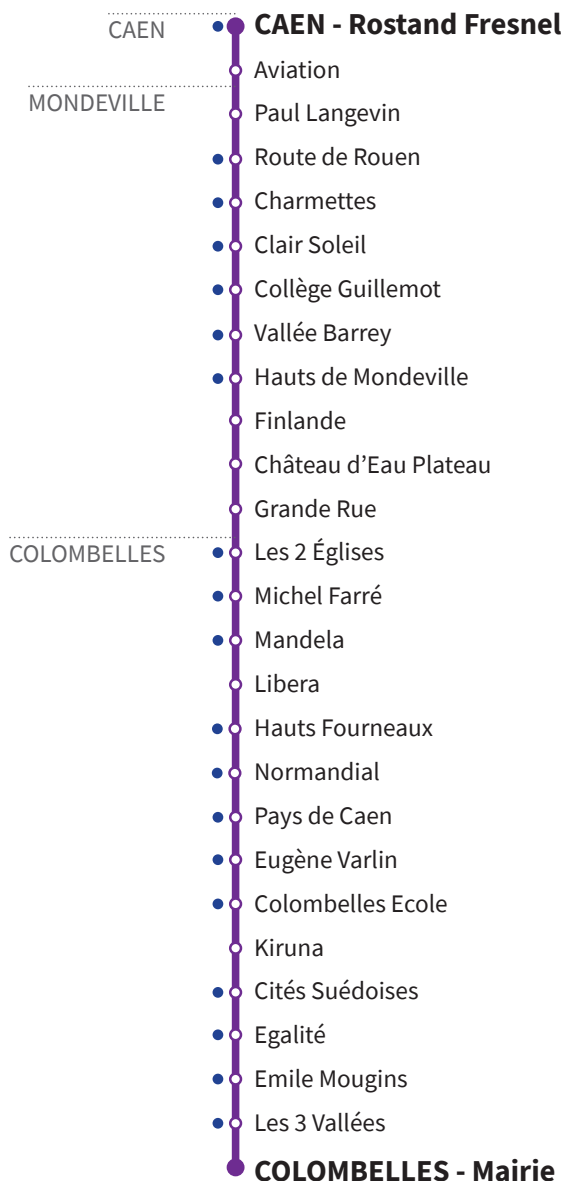 CAEN
CAEN - Rostand Fresnel
Aviation
MONDEVILLE
Paul Langevin
Route de Rouen
Charmettes
Clair Soleil
Collège Guillemot
Vallée Barrey
Hauts de Mondeville
Finlande
Château d’Eau Plateau
Grande Rue
COLOMBELLES
Les 2 Églises
Michel Farré
Mandela
Libera
Hauts Fourneaux
Normandial
Pays de Caen
Eugène Varlin
Colombelles Ecole
Kiruna
Cités Suédoises
Egalité
Emile Mougins
Les 3 Vallées
COLOMBELLES - Mairie